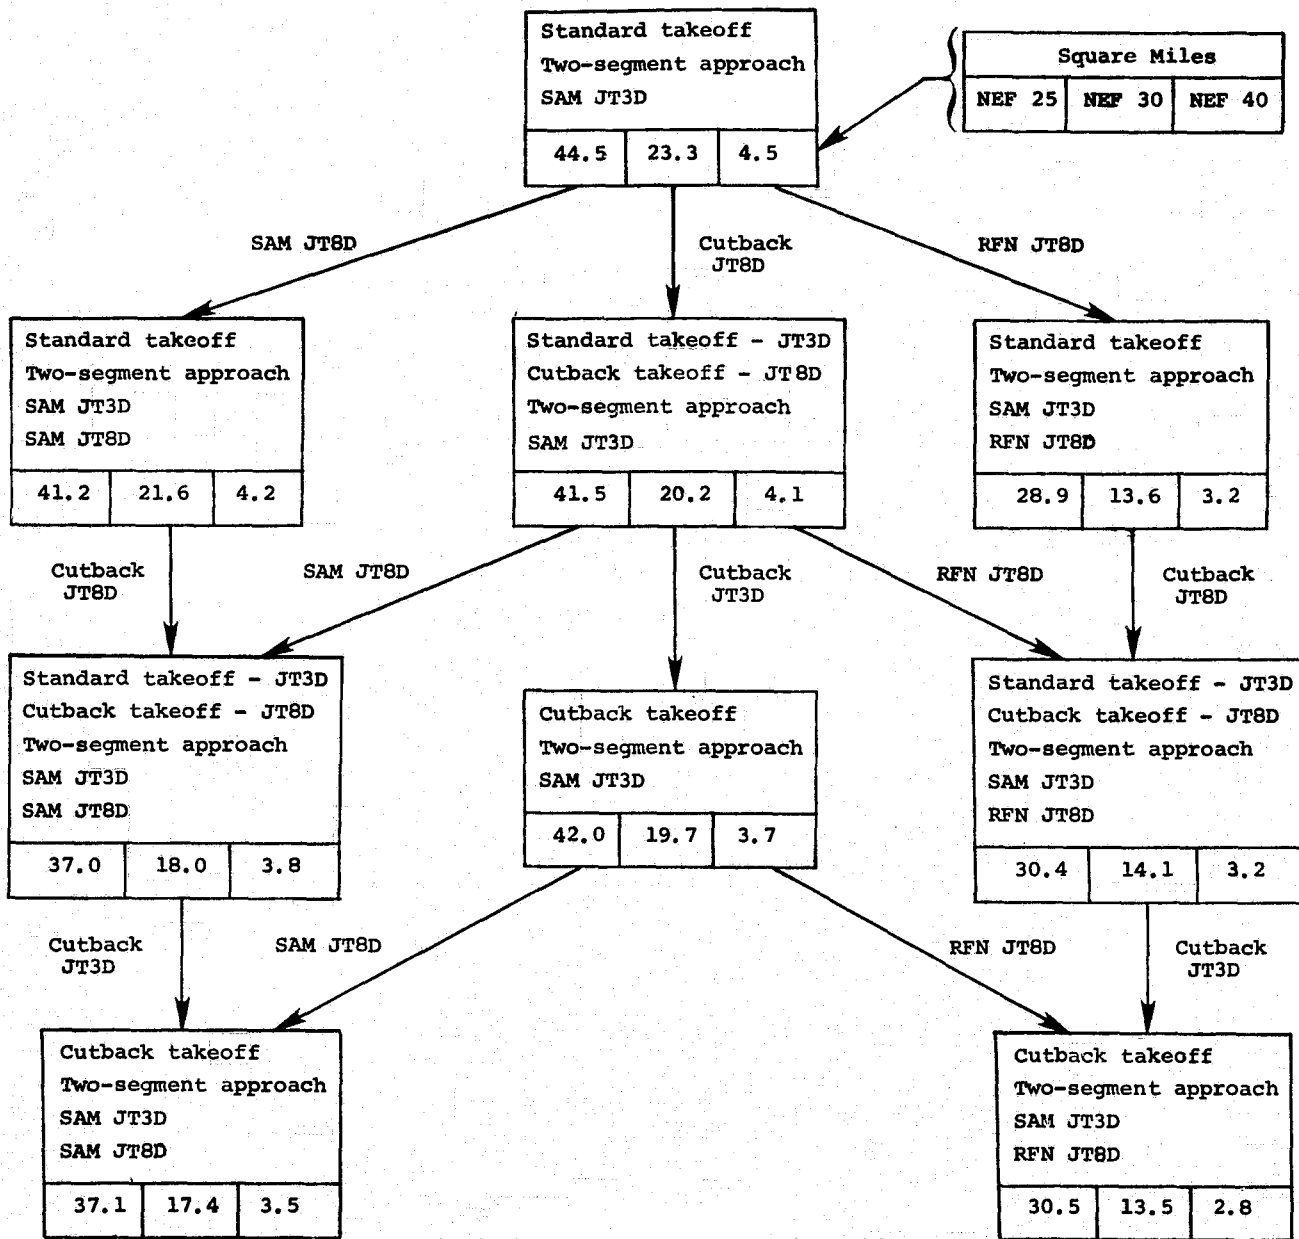 Standard takeoff
Two-segment approach
SAM JT3D
44.5 23.3 4.5
Square Miles
NEF 25 NEF 30 NEF 40
SAM JT8D
Cutback
JT8D
RFN JT8D
Standard takeoff
Two-segment approach
SAM JT3D
SAM JT8D
41.2 21.6 4.2
Standard takeoff - JT3D
Cutback takeoff - JT8D
Two-segment approach
SAM JT3D
41.5 20.2 4.1
Standard takeoff
Two-segment approach
SAM JT3D
RFN JT8D
28.9 13.6 3.2
Cutback
JT8D
SAM JT8D
Cutback
JT3D
RFN JT8D
Cutback
JT8D
Standard takeoff - JT3D
Cutback takeoff - JT8D
Two-segment approach
SAM JT3D
SAM JT8D
37.0 18.0 3.8
Cutback takeoff
Two-segment approach
SAM JT3D
42.0 19.7 3.7
Standard takeoff - JT3D
Cutback takeoff - JT8D
Two-segment approach
SAM JT3D
RFN JT8D
30.4 14.1 3.2
Cutback
JT3D
SAM JT8D
RFN JT8D
Cutback
JT3D
Cutback takeoff
Two-segment approach
SAM JT3D
SAM JT8D
37.1 17.4 3.5
Cutback takeoff
Two-segment approach
SAM JT3D
RFN JT8D
30.5 13.5 2.8